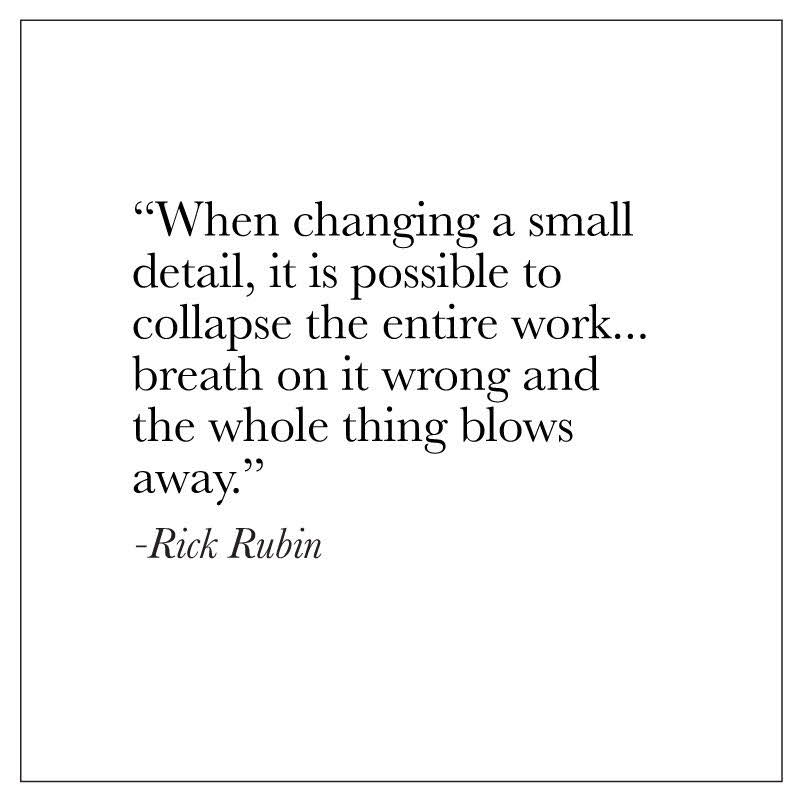 “When changing a small
detail, it is possible to
collapse the entire work...
breath on it wrong and
the whole thing blows
away.”
-Rick Rubin